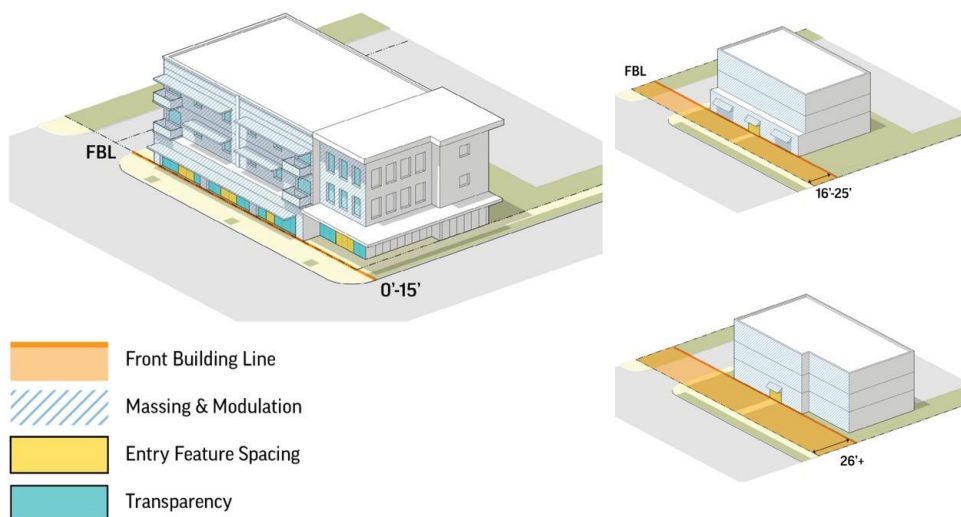 FBL
0'-15'
FBL
16'-25'
26'+
Front Building Line
Massing & Modulation
Entry Feature Spacing
Transparency